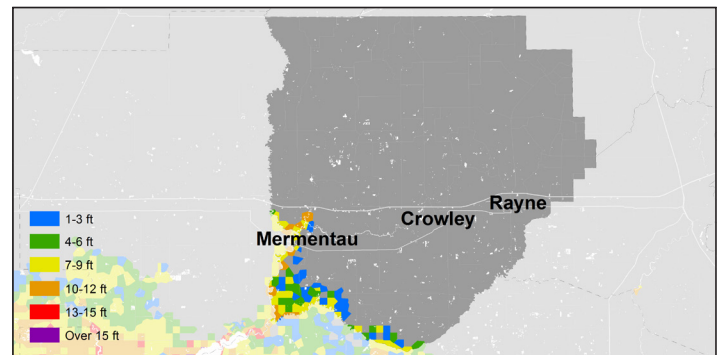 Rayne
Crowley
Mermentau
1-3 ft
4-6 ft
7-9 ft
10-12 ft
13-15 ft
Over 15 ft